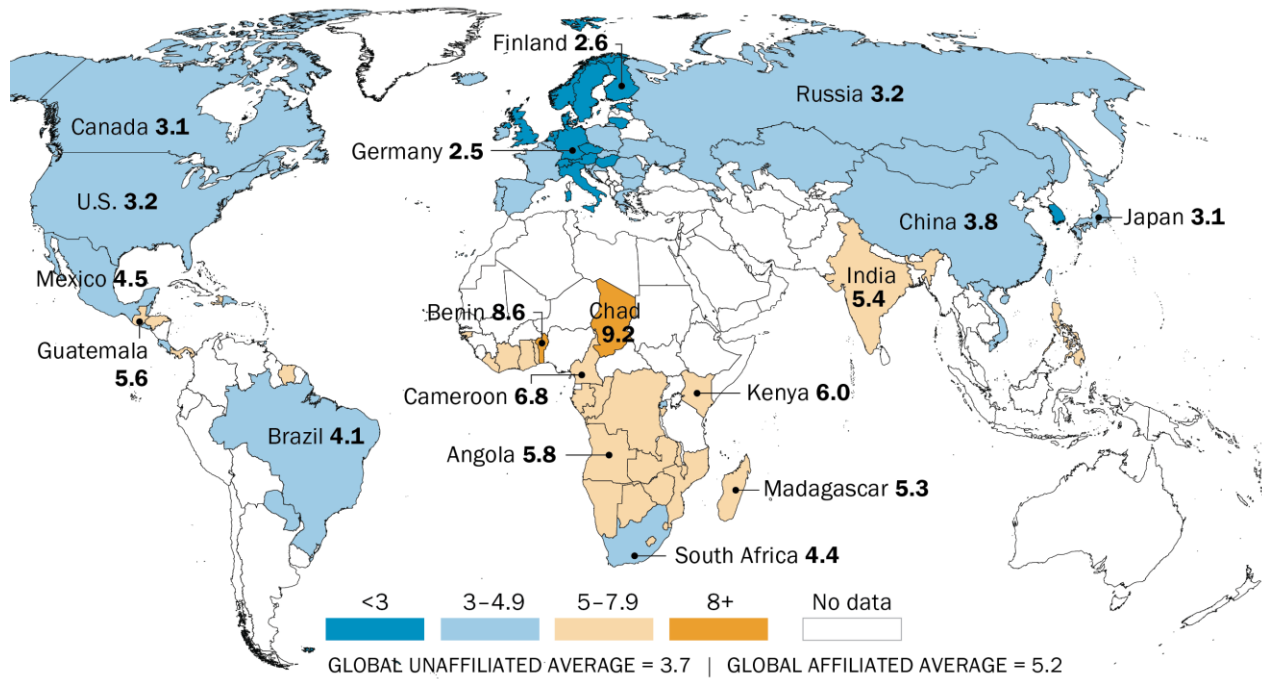 Finland 2.6
Russia 3.2
Canada 3.1
Germany 2.5
U.S. 3.2
China 3.8
Japan 3.1
Mexico 4.5
India
5.4
Benin 8.6
Chad
9.2
Guatemala
5.6
Cameroon 6.8
Kenya 6.0
Brazil 4.1
Angola 5.8
Madagascar 5.3
South Africa 4.4
<3
3–4.9
5–7.9
8+
No data
GLOBAL UNAFFILIATED AVERAGE = 3.7 | GLOBAL AFFILIATED AVERAGE = 5.2